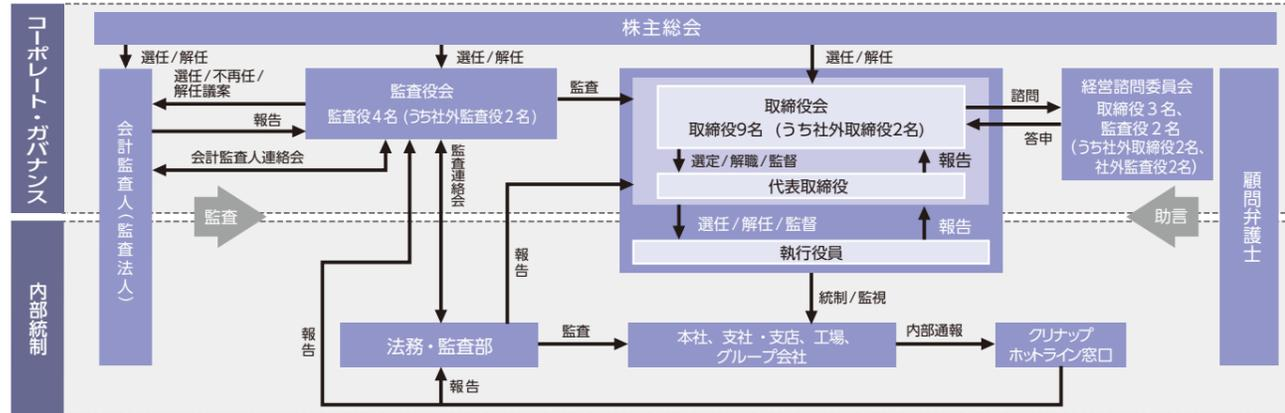 コーポレート・ガバナンス
内部統制
株主総会
選任/解任
選任/解任
選任/解任
会計監査人(監査法人)
選任/不再任/
解任議案
報告
会計監査人連絡会
監査役会
監査役4名 (うち社外監査役2名)
監査
取締役会
取締役9名 (うち社外取締役2名)
選定/解職/監督
報告
代表取締役
選任/解任/監督
報告
執行役員
諮問
答申
経営諮問委員会
取締役3名、
監査役2名
(うち社外取締役2名、
社外監査役2名)
顧問弁護士
監査
助言
監査連絡会
報告
報告
統制/監視
法務・監査部
監査
本社、支社・支店、工場、
グループ会社
内部通報
クリナップ
ホットライン窓口
報告